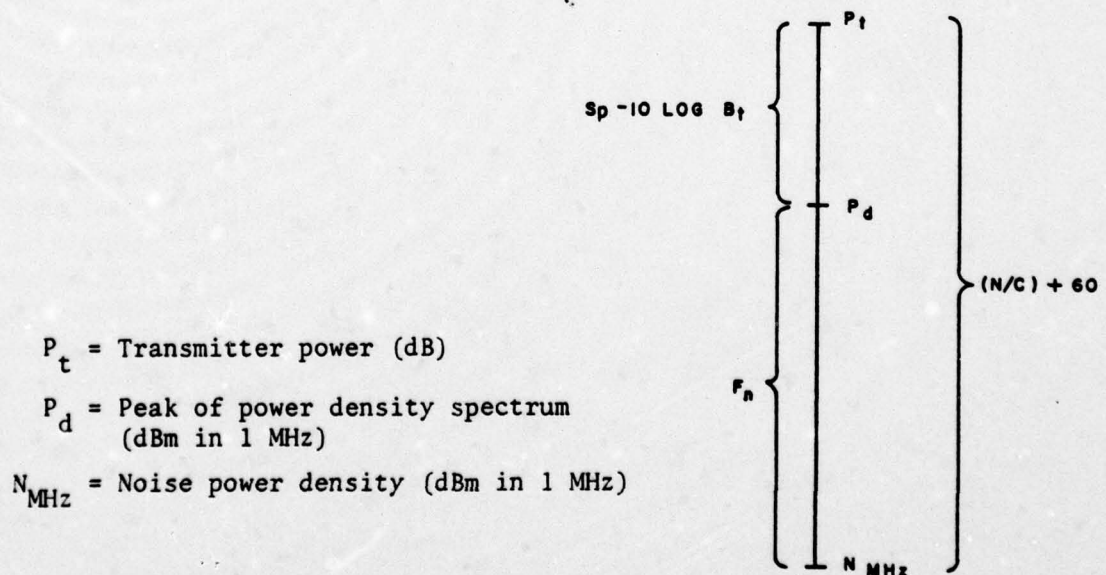 Pt
Sp -10 LOG Bt
Pd
(N/C) + 60
Fn
N MHz
Pt = Transmitter power (dB)
Pd = Peak of power density spectrum
(dBm in 1 MHz)
NMHz = Noise power density (dBm in 1 MHz)